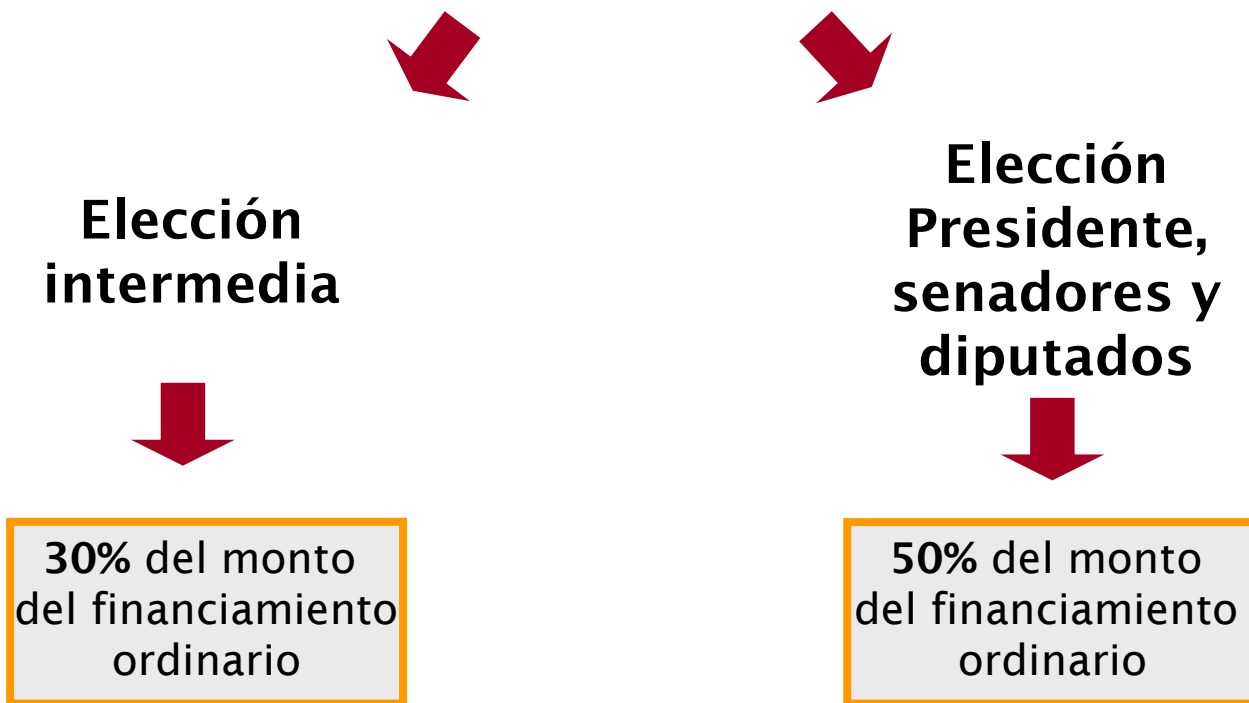 Elección
intermedia
30% del monto
del financiamiento
ordinario
Elección
Presidente,
senadores y
diputados
50% del monto
del financiamiento
ordinario